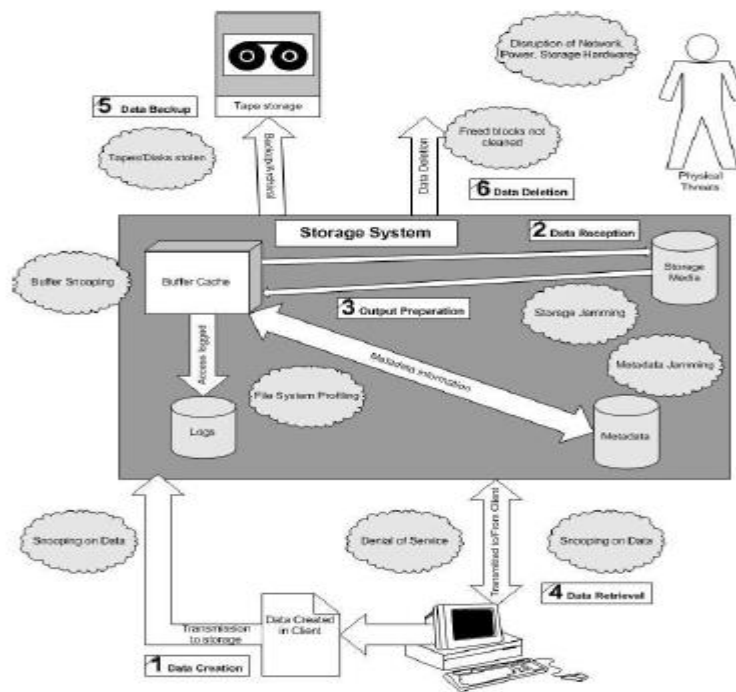 Disruption of Network,
Power, Storage Hardware
5 Data Backup
Tape storage
Tapes/Disks stolen
Backup/Archival
Data Deletion
Freed blocks not
cleaned
6 Data Deletion
Physical
Threats
Storage System
2 Data Reception
Buffer Snooping
Buffer Cache
Storage
Media
3 Output Preparation
Storage Jamming
Access logged
Metadata Information
Metadata Jamming
File System Profiling
Logs
Metadata
Snooping on Data
Denial of Service
Transmitted to/From Client
Snooping on Data
4 Data Retrieval
Transmission
to storage
Data Created
in Client
1 Data Creation